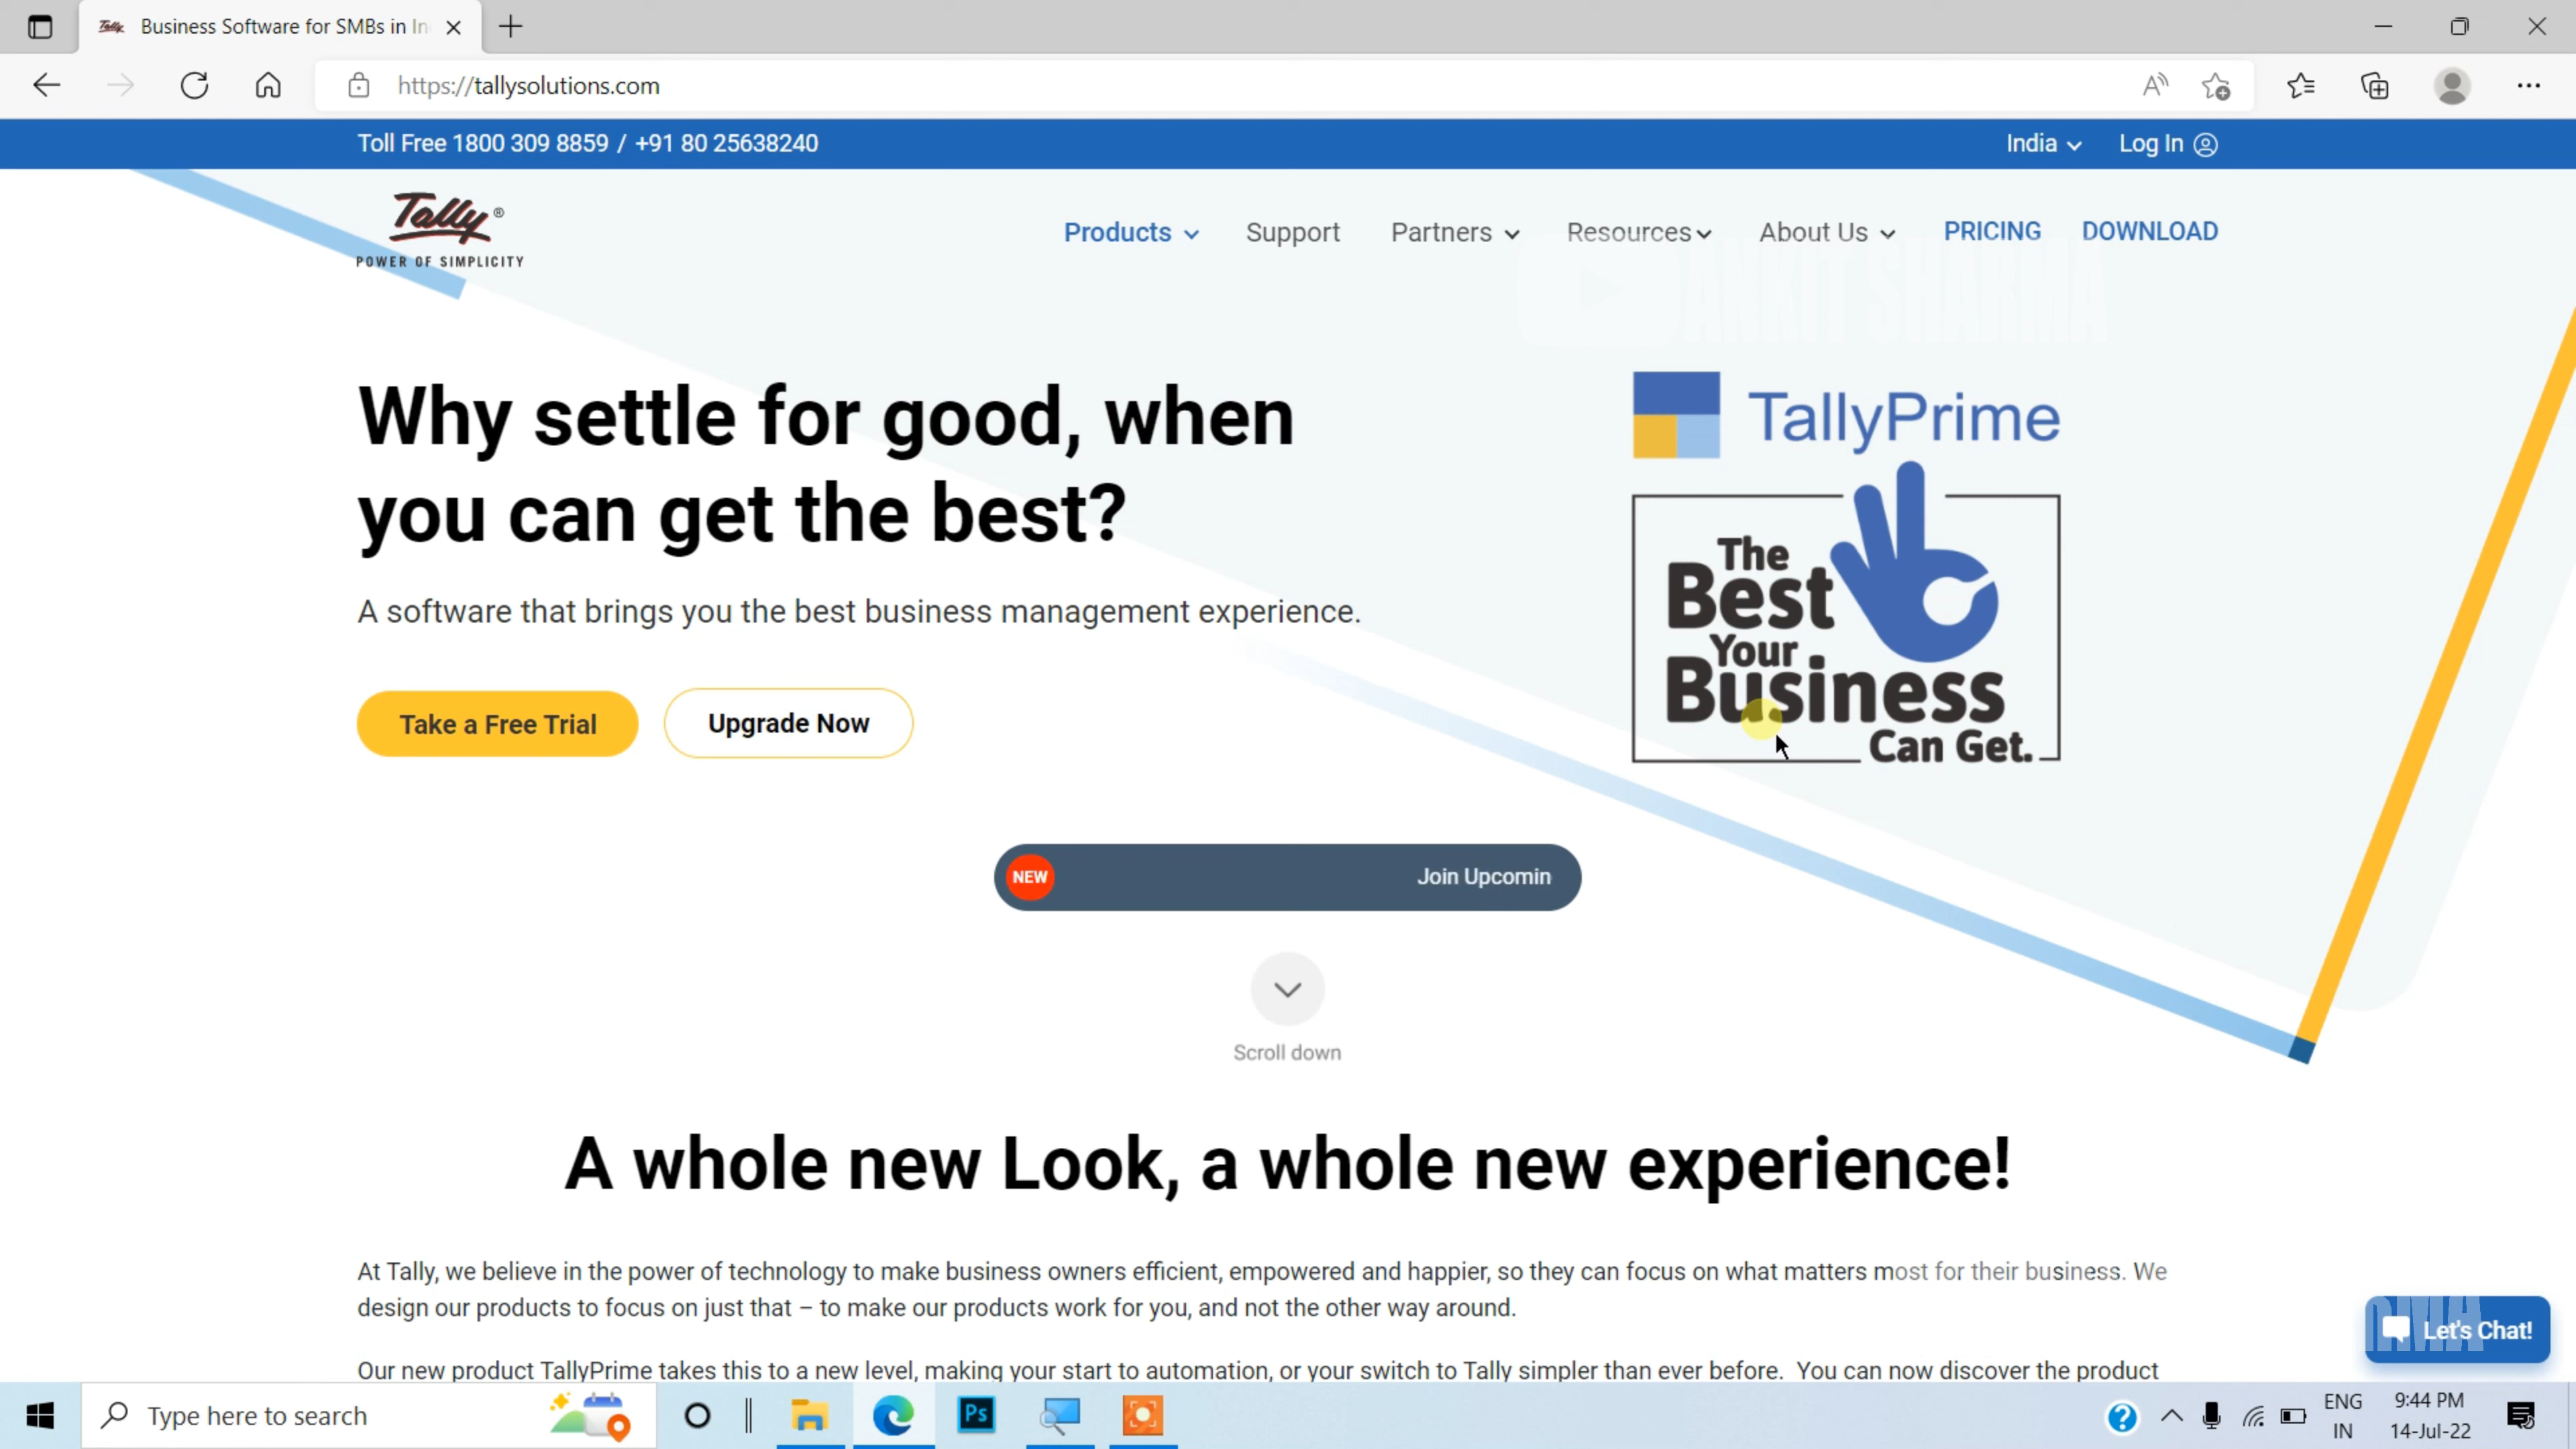 Business Software for SMBs in In
https://tallysolutions.com
Toll Free 1800 309 8859 / +91 80 25638240
India
Log In
Tally ®
POWER OF SIMPLICITY
Products
Support
Partners
Resources
About Us
PRICING
DOWNLOAD
ANKIT SHARMA
Why settle for good, when
you can get the best?
A software that brings you the best business management experience.
Take a Free Trial
Upgrade Now
TallyPrime
The
Best
Your
Business
Can Get.
NEW
Join Upcomin
Scroll down
A whole new Look, a whole new experience!
At Tally, we believe in the power of technology to make business owners efficient, empowered and happier, so they can focus on what matters most for their business. We
design our products to focus on just that – to make our products work for you, and not the other way around.
Our new product TallyPrime takes this to a new level, making your start to automation, or your switch to Tally simpler than ever before. You can now discover the product
Let's Chat!
Type here to search
Ps
ENG
IN
9:44 PM
14-Jul-22